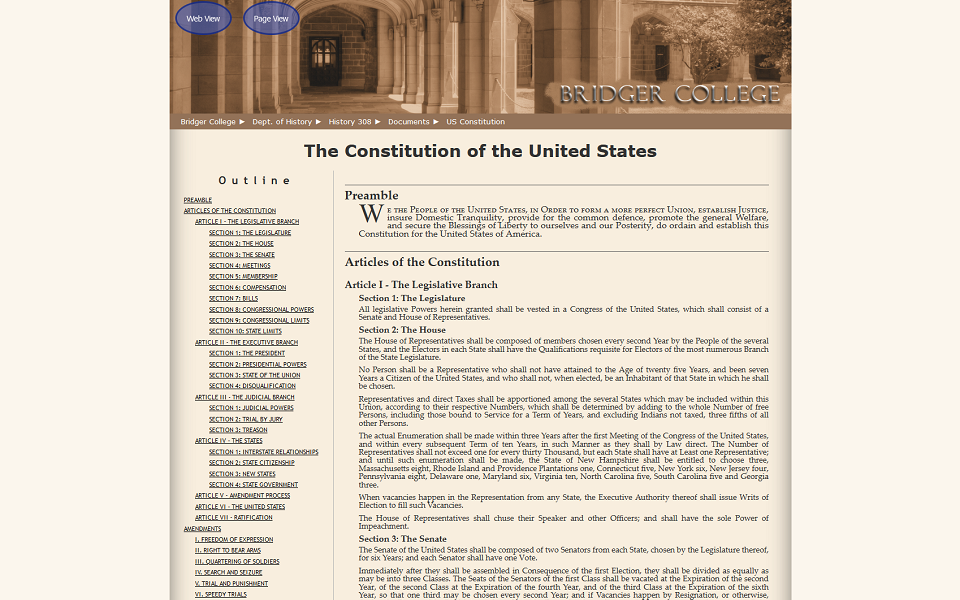 Web View
Page View
BRIDGER COLLEGE
Bridger College ► Dept. of History ► History 308 ► Documents ► US Constitution
The Constitution of the United States
Outline
PREAMBLE
ARTICLES OF THE CONSTITUTION
ARTICLE I - THE LEGISLATIVE BRANCH
SECTION 1: THE LEGISLATURE
SECTION 2: THE HOUSE
SECTION 3: THE SENATE
SECTION 4: MEETINGS
SECTION 5: MEMBERSHIP
SECTION 6: COMPENSATION
SECTION 7: BILLS
SECTION 8: CONGRESSIONAL POWERS
SECTION 9: CONGRESSIONAL LIMITS
SECTION 10: STATE LIMITS
ARTICLE II - THE EXECUTIVE BRANCH
SECTION 1: THE PRESIDENT
SECTION 2: PRESIDENTIAL POWERS
SECTION 3: STATE OF THE UNION
SECTION 4: DISQUALIFICATION
ARTICLE III - THE JUDICIAL BRANCH
SECTION 1: JUDICIAL POWERS
SECTION 2: TRIAL BY JURY
SECTION 3: TREASON
ARTICLE IV - THE STATES
SECTION 1: INTERSTATE RELATIONSHIPS
SECTION 2: STATE CITIZENSHIP
SECTION 3: NEW STATES
SECTION 4: STATE GOVERNMENT
ARTICLE V - AMENDMENT PROCESS
ARTICLE VI - THE UNITED STATES
ARTICLE VII - RATIFICATION
AMENDMENTS
I. FREEDOM OF EXPRESSION
II. RIGHT TO BEAR ARMS
III. QUARTERING OF SOLDIERS
IV. SEARCH AND SEIZURE
V. TRIAL AND PUNISHMENT
VI. SPEEDY TRIALS
Preamble
WE THE PEOPLE OF THE UNITED STATES, IN ORDER TO FORM A MORE PERFECT UNION, ESTABLISH JUSTICE,
insure Domestic Tranquility, provide for the common defence, promote the general Welfare,
and secure the Blessings of Liberty to ourselves and our Posterity, do ordain and establish this
Constitution for the United States of America.
Articles of the Constitution
Article I - The Legislative Branch
Section 1: The Legislature
All legislative Powers herein granted shall be vested in a Congress of the United States, which shall consist of a
Senate and House of Representatives.
Section 2: The House
The House of Representatives shall be composed of members chosen every second Year by the People of the several
States, and the Electors in each State shall have the Qualifications requisite for Electors of the most numerous Branch
of the State Legislature.
No Person shall be a Representative who shall not have attained to the Age of twenty five Years, and been seven
Years a Citizen of the United States, and who shall not, when elected, be an Inhabitant of that State in which he shall
be chosen.
Representatives and direct Taxes shall be apportioned among the several States which may be included within this
Union, according to their respective Numbers, which shall be determined by adding to the whole Number of free
Persons, including those bound to Service for a Term of Years, and excluding Indians not taxed, three fifths of all
other Persons.
The actual Enumeration shall be made within three Years after the first Meeting of the Congress of the United States,
and within every subsequent Term of ten Years, in such Manner as they shall by Law direct. The Number of
Representatives shall not exceed one for every thirty Thousand, but each State shall have at Least one Representative;
and until such enumeration shall be made, the State of New Hampshire shall be entitled to choose three,
Massachusetts eight, Rhode Island and Providence Plantations one, Connecticut five, New York six, New Jersey four,
Pennsylvania eight, Delaware one, Maryland six, Virginia ten, North Carolina five, South Carolina five and Georgia
three.
When vacancies happen in the Representation from any State, the Executive Authority thereof shall issue Writs of
Election to fill such Vacancies.
The House of Representatives shall chuse their Speaker and other Officers; and shall have the sole Power of
Impeachment.
Section 3: The Senate
The Senate of the United States shall be composed of two Senators from each State, chosen by the Legislature thereof,
for six Years; and each Senator shall have one Vote.
Immediately after they shall be assembled in Consequence of the first Election, they shall be divided as equally as
may be into three Classes. The Seats of the Senators of the first Class shall be vacated at the Expiration of the second
Year, of the second Class at the Expiration of the fourth Year, and of the third Class at the Expiration of the sixth
Year, so that one third may be chosen every second Year; and if Vacancies happen by Resignation, or otherwise,